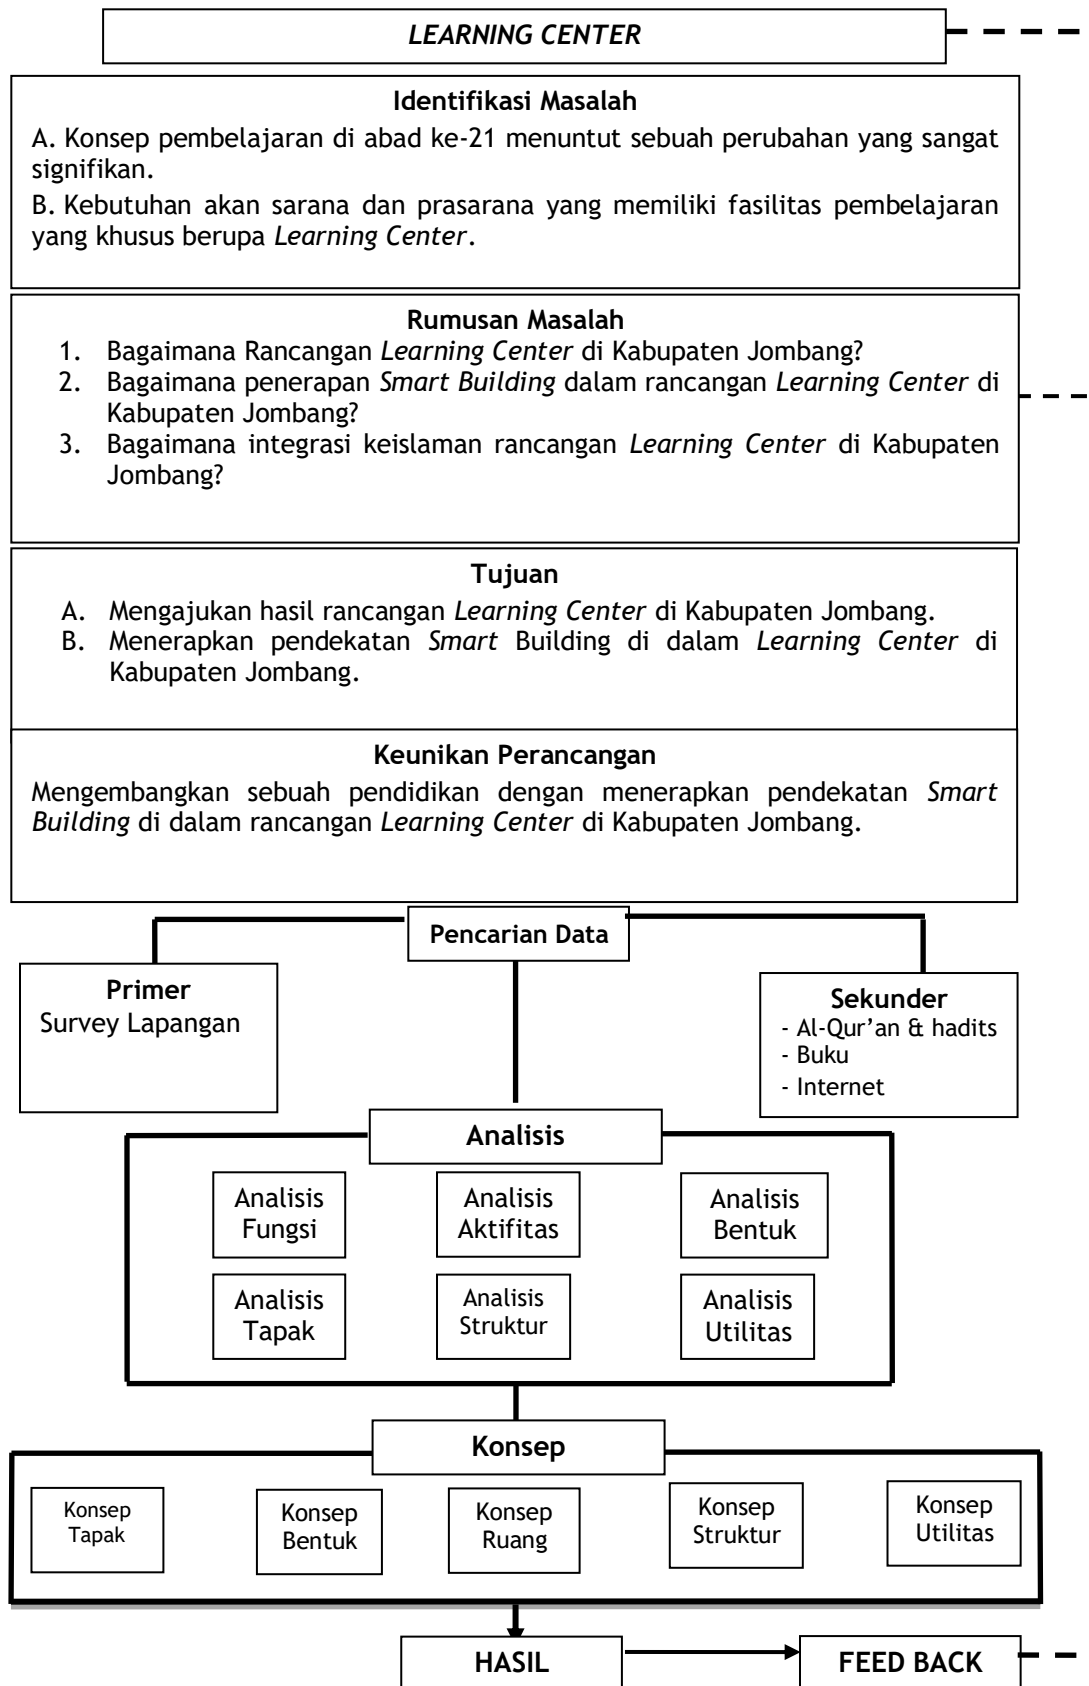 LEARNING CENTER
Identifikasi Masalah
A. Konsep pembelajaran di abad ke-21 menuntut sebuah perubahan yang sangat
signifikan.
B. Kebutuhan akan sarana dan prasarana yang memiliki fasilitas pembelajaran
yang khusus berupa Learning Center.
Rumusan Masalah
1. Bagaimana Rancangan Learning Center di Kabupaten Jombang?
2. Bagaimana penerapan Smart Building dalam rancangan Learning Center di
Kabupaten Jombang?
3. Bagaimana integrasi keislaman rancangan Learning Center di Kabupaten
Jombang?
Tujuan
A. Mengajukan hasil rancangan Learning Center di Kabupaten Jombang.
B. Menerapkan pendekatan Smart Building di dalam Learning Center di
Kabupaten Jombang.
Keunikan Perancangan
Mengembangkan sebuah pendidikan dengan menerapkan pendekatan Smart
Building di dalam rancangan Learning Center di Kabupaten Jombang.
Pencarian Data
Primer
Survey Lapangan
Sekunder
- Al-Qur’an & hadits
- Buku
- Internet
Analisis
Analisis
Fungsi
Analisis
Aktifitas
Analisis
Bentuk
Analisis
Tapak
Analisis
Struktur
Analisis
Utilitas
Konsep
Konsep
Tapak
Konsep
Bentuk
Konsep
Ruang
Konsep
Struktur
Konsep
Utilitas
HASIL
FEED BACK